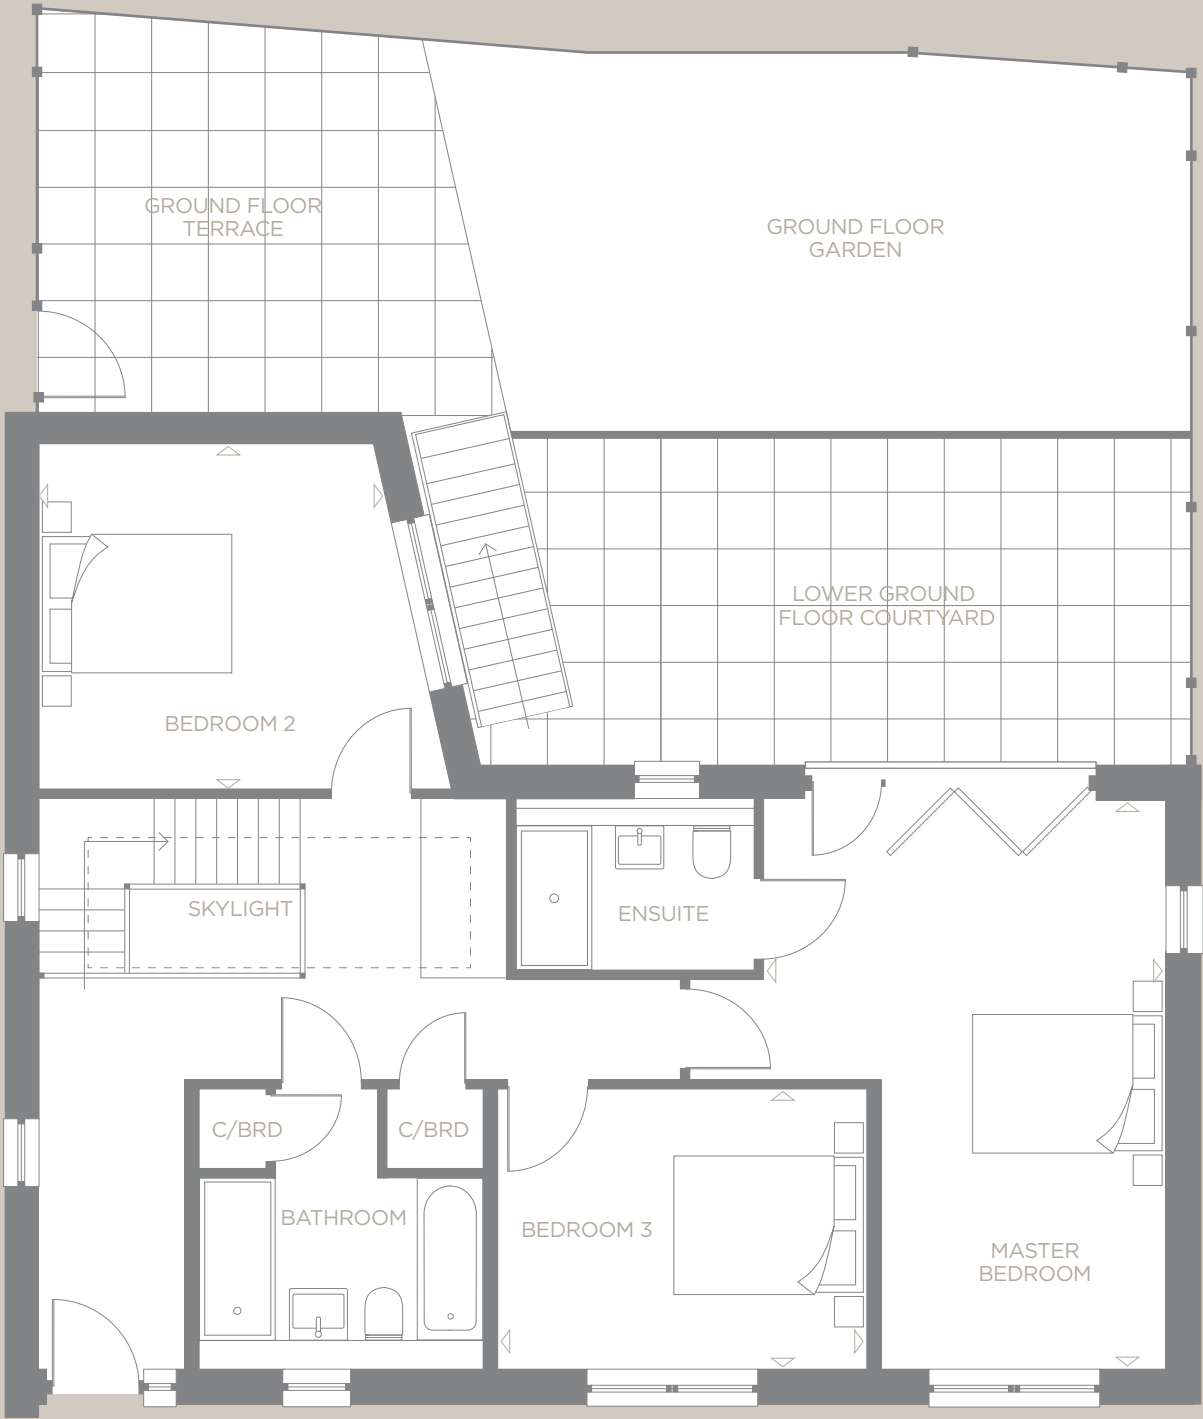 GROUND FLOOR
TERRACE
GROUND FLOOR
GARDEN
LOWER GROUND
FLOOR COURTYARD
BEDROOM 2
SKYLIGHT
ENSUITE
C/BRD
C/BRD
BATHROOM
BEDROOM 3
MASTER
BEDROOM